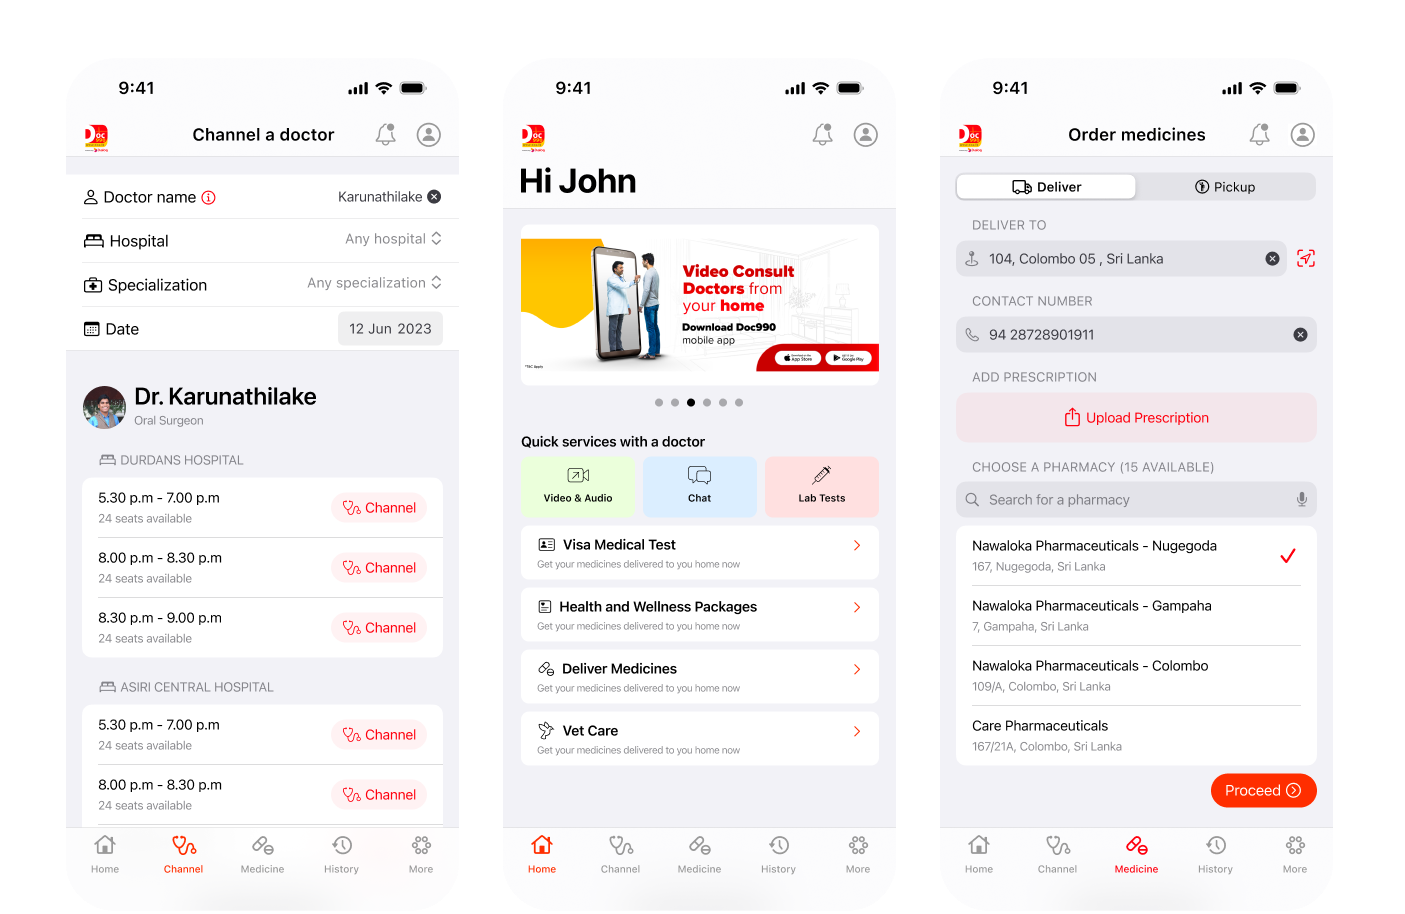 9:41
Doc
Channel a doctor
Doctor name
Karunathilake
Hospital
Any hospital
Specialization
Any specialization
Date
12 Jun 2023
Dr. Karunathilake
Oral Surgeon
DURDANS HOSPITAL
5.30 p.m - 7.00 p.m
Channel
24 seats available
8.00 p.m - 8.30 p.m
Channel
24 seats available
8.30 p.m - 9.00 p.m
Channel
24 seats available
ASIRI CENTRAL HOSPITAL
5.30 p.m - 7.00 p.m
Channel
24 seats available
8.00 p.m - 8.30 p.m
Channel
24 seats available
Home
Channel
Medicine
History
More
9:41
Doc
Hi John
Video Consult
Doctors from
your home
Download Doc990
mobile app
App Store
Google Play
*T&C Apply
Quick services with a doctor
Video & Audio
Chat
Lab Tests
Visa Medical Test
Get your medicines delivered to you home now
Health and Wellness Packages
Get your medicines delivered to you home now
Deliver Medicines
Get your medicines delivered to you home now
Vet Care
Get your medicines delivered to you home now
Home
Channel
Medicine
History
More
9:41
Doc
Order medicines
Deliver
Pickup
DELIVER TO
104, Colombo 05 , Sri Lanka
CONTACT NUMBER
94 28728901911
ADD PRESCRIPTION
Upload Prescription
CHOOSE A PHARMACY (15 AVAILABLE)
Search for a pharmacy
Nawaloka Pharmaceuticals - Nugegoda
167, Nugegoda, Sri Lanka
Nawaloka Pharmaceuticals - Gampaha
7, Gampaha, Sri Lanka
Nawaloka Pharmaceuticals - Colombo
109/A, Colombo, Sri Lanka
Care Pharmaceuticals
167/21A, Colombo, Sri Lanka
Proceed
Home
Channel
Medicine
History
More